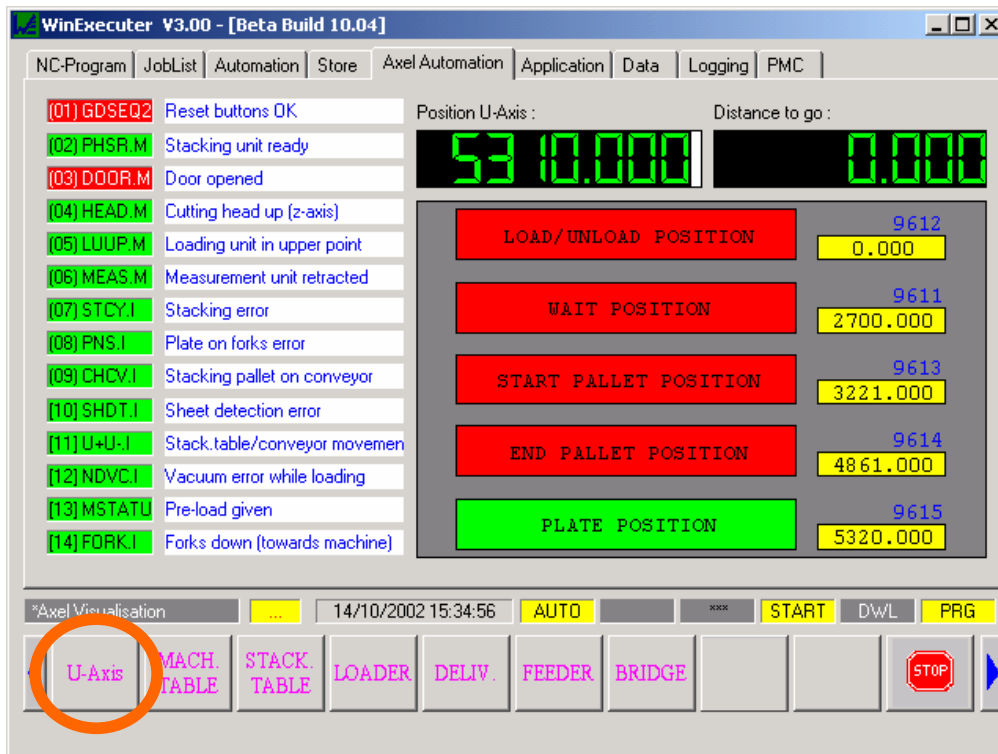 WinExecuter V3.00 - [Beta Build 10.04]
NC-Program JobList Automation Store Axel Automation Application Data Logging PMC
(01) GDSEQ2 Reset buttons OK
(02) PHSR.M Stacking unit ready
(03) DOOR.M Door opened
(04) HEAD.M Cutting head up (z-axis)
(05) LUUP.M Loading unit in upper point
(06) MEAS.M Measurement unit retracted
(07) STCY.I Stacking error
(08) PNS.I Plate on forks error
(09) CHCV.I Stacking pallet on conveyor
[10] SHDT.I Sheet detection error
[11] U+U-.I Stack.table/conveyor movemen
[12] NDVC.I Vacuum error while loading
[13] MSTATU Pre-load given
[14] FORK.I Forks down (towards machine)
Position U-Axis : Distance to go :
5310.000 0.000
LOAD/UNLOAD POSITION 9612
0.000
WAIT POSITION 9611
2700.000
START PALLET POSITION 9613
3221.000
END PALLET POSITION 9614
4861.000
PLATE POSITION 9615
5320.000
*Axel Visualisation ... 14/10/2002 15:34:56 AUTO *** START DWL PRG
U-Axis MACH. TABLE STACK. TABLE LOADER DELIV. FEEDER BRIDGE STOP